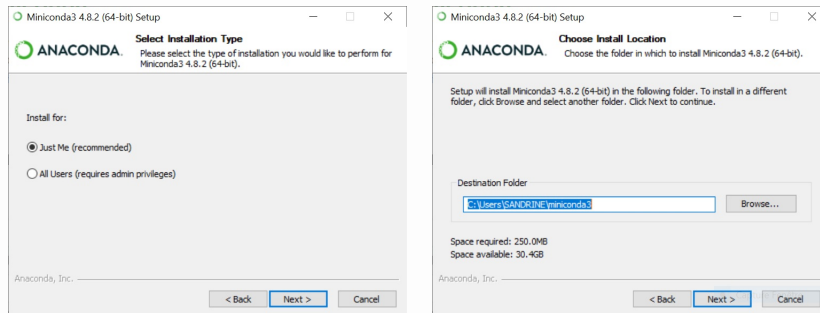 Miniconda3 4.8.2 (64-bit) Setup
ANACONDA.
Select Installation Type
Please select the type of installation you would like to perform for
Miniconda3 4.8.2 (64-bit).
Install for:
Just Me (recommended)
All Users (requires admin privileges)
Anaconda, Inc.
< Back
Next >
Cancel
Miniconda3 4.8.2 (64-bit) Setup
ANACONDA.
Choose Install Location
Choose the folder in which to install Miniconda3 4.8.2 (64-bit).
Setup will install Miniconda3 4.8.2 (64-bit) in the following folder. To install in a different
folder, click Browse and select another folder. Click Next to continue.
Destination Folder
C:\Users\SANDRINE\miniconda3
Browse...
Space required: 250.0MB
Space available: 30.4GB
Anaconda, Inc.
< Back
Next >
Cancel